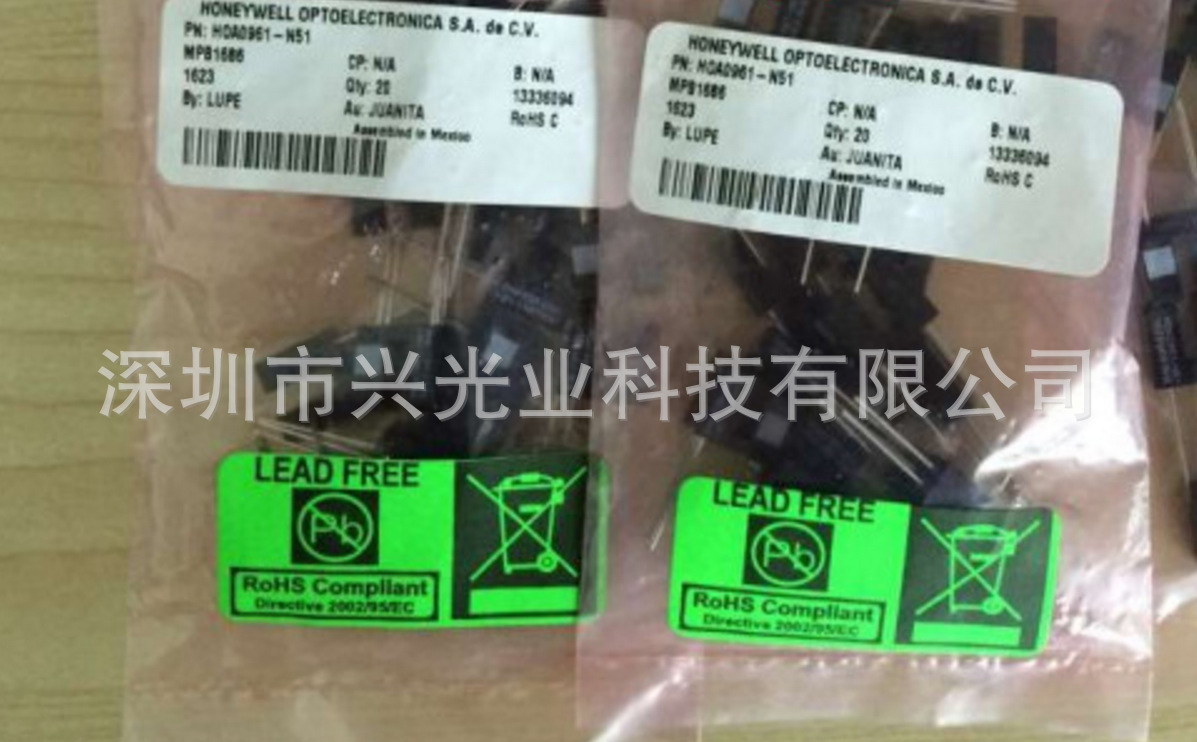 HONEYWELL OPTOELECTRONICA S.A. de C.V.
PN: HOA0961-N51
MPB1686
1623
By: LUPE
CP: N/A
Qty: 20
Au: JUANITA
Assembled in Mexico
B: N/A
13336094
RoHS C
HONEYWELL OPTOELECTRONICA S.A. de C.V.
PN: HOA0961-N51
MPB1686
1623
By: LUPE
CP: N/A
Qty: 20
Au: JUANITA
Assembled in Mexico
B: N/A
13336094
RoHS C
深圳市兴光业科技有限公司
LEAD FREE
Pb
RoHS Compliant
Directive 2002/95/EC
LEAD FREE
Pb
RoHS Compliant
Directive 2002/95/EC